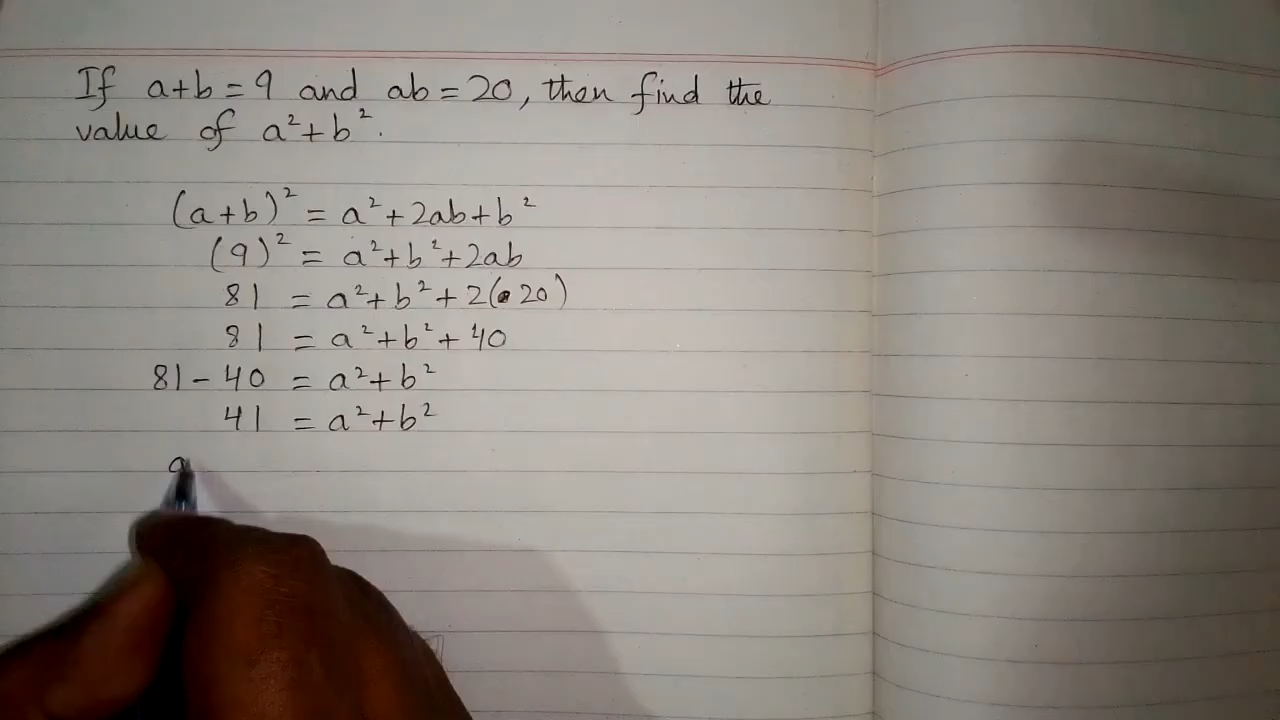 If a+b = 9 and ab = 20, then find the
value of a²+b².
(a+b)² = a²+2ab+b²
(9)² = a²+b²+2ab
81 = a²+b²+2(20)
81 = a²+b²+40
81-40 = a²+b²
41 = a²+b²
a